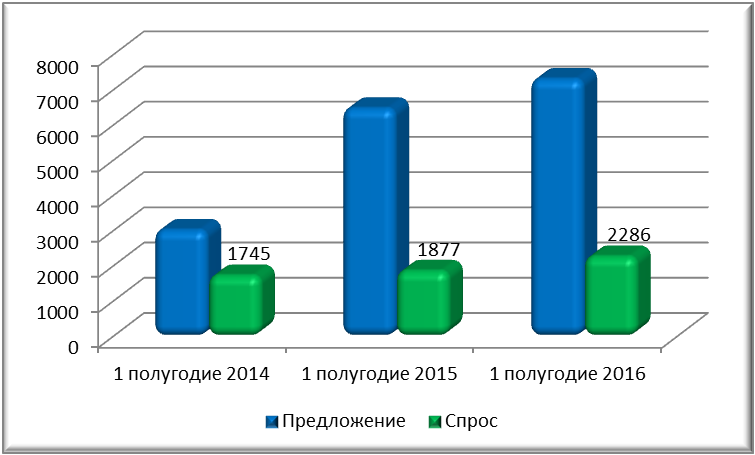 8000
7000
6000
5000
4000
3000
2000
1000
0
1745
1877
2286
1 полугодие 2014
1 полугодие 2015
1 полугодие 2016
Предложение
Спрос